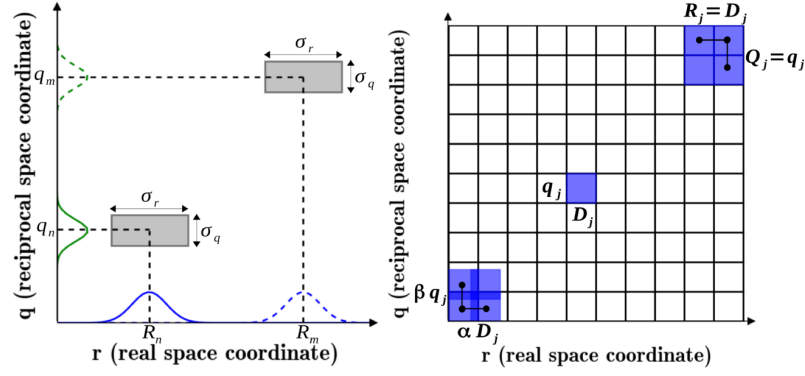 q (reciprocal space coordinate)
q_m
q_n
σ_r
σ_q
σ_r
σ_q
R_n
R_m
r (real space coordinate)
q (reciprocal space coordinate)
R_j = D_j
Q_j = q_j
q_j
D_j
β q_j
α D_j
r (real space coordinate)